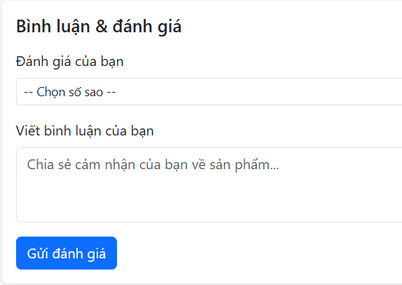 Bình luận & đánh giá
Đánh giá của bạn
-- Chọn số sao --
Viết bình luận của bạn
Chia sẻ cảm nhận của bạn về sản phẩm...
Gửi đánh giá